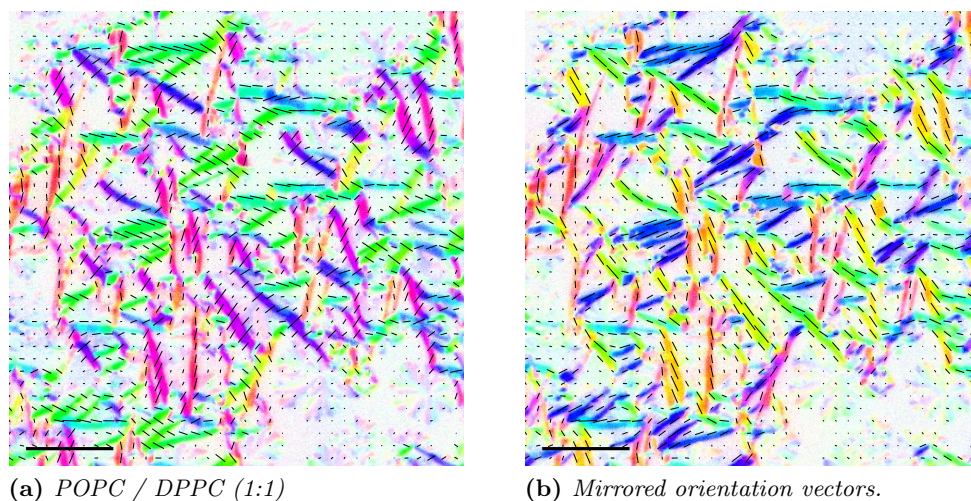 (a) POPC / DPPC (1:1)
(b) Mirrored orientation vectors.